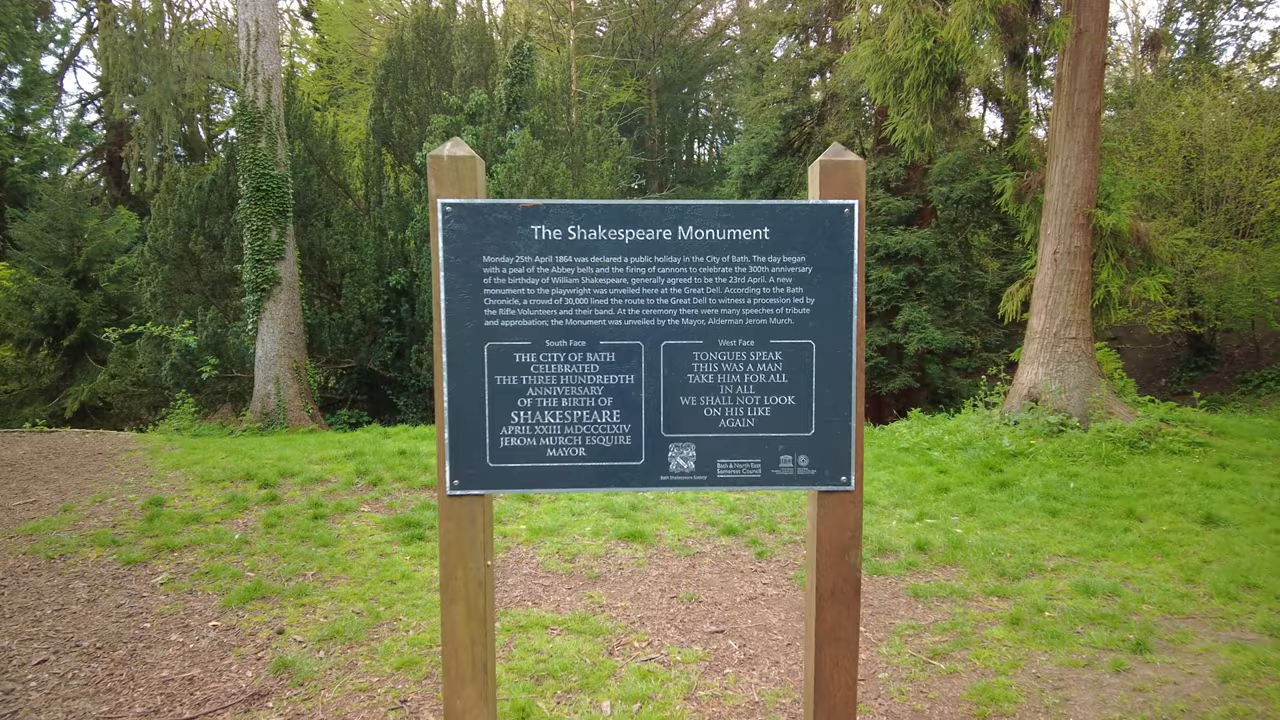 The Shakespeare Monument
Monday 25th April 1864 was declared a public holiday in the City of Bath. The day began
with a peal of the Abbey bells and the firing of cannons to celebrate the 300th anniversary
of the birthday of William Shakespeare, generally agreed to be the 23rd April. A new
monument to the playwright was unveiled here at the Great Dell. According to the Bath
Chronicle, a crowd of 30,000 lined the route to the Great Dell to witness a procession led by
the Rifle Volunteers and their band. At the ceremony there were many speeches of tribute
and approbation; the Monument was unveiled by the Mayor, Alderman Jerom Murch.
South Face
THE CITY OF BATH
CELEBRATED
THE THREE HUNDREDTH
ANNIVERSARY
OF THE BIRTH OF
SHAKESPEARE
APRIL XXIII MDCCCLXIV
JEROM MURCH ESQUIRE
MAYOR
West Face
TONGUES SPEAK
THIS WAS A MAN
TAKE HIM FOR ALL
IN ALL
WE SHALL NOT LOOK
ON HIS LIKE
AGAIN
Bath Shakespeare Society
Bath & North East
Somerset Council